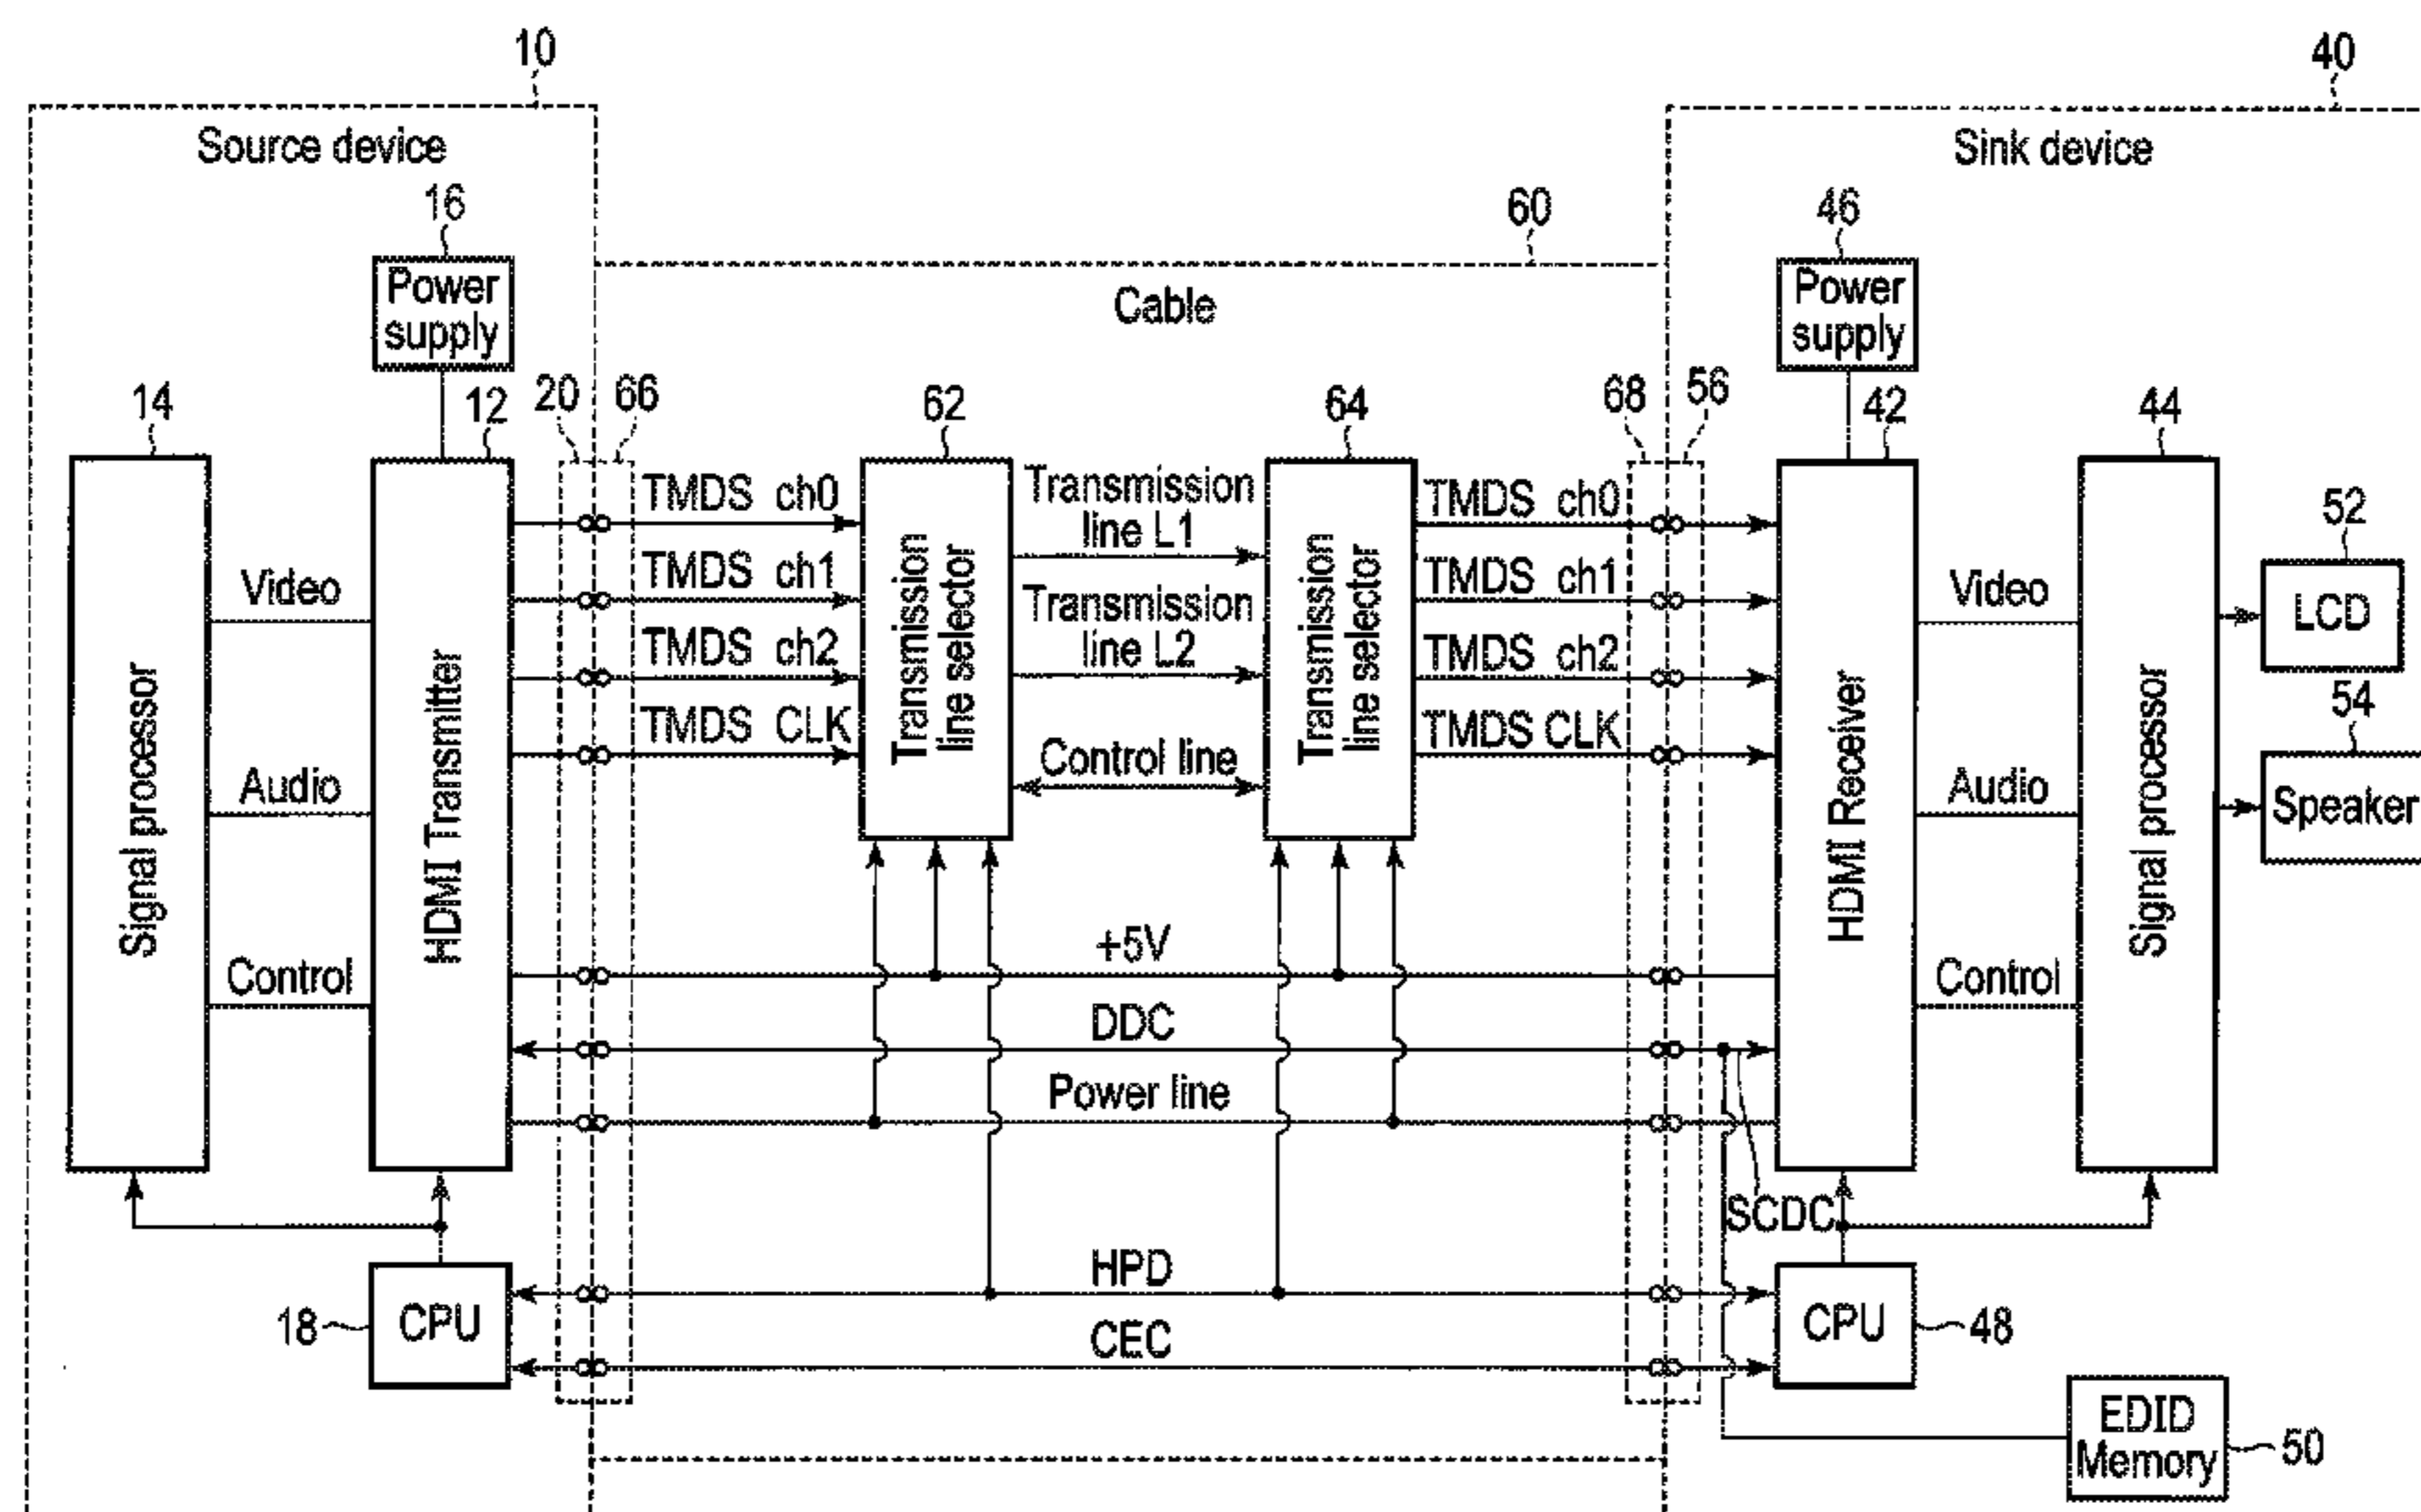 10
40
Source device
Sink device
16
60
46
Power
supply
Cable
Power
supply
14
12
20
66
62
64
68
56
42
44
TMDS ch0
Transmission
line L1
TMDS ch0
52
TMDS ch1
Transmission
line L2
TMDS ch1
LCD
Video
Video
TMDS ch2
TMDS ch2
54
TMDS CLK
Control line
TMDS CLK
Speaker
Audio
Audio
Signal processor
HDMI Transmitter
Transmission
line selector
Transmission
line selector
HDMI Receiver
Signal processor
Control
+5V
Control
DDC
Power line
SCDC
HPD
18
CPU
CEC
CPU
48
EDID
Memory
50